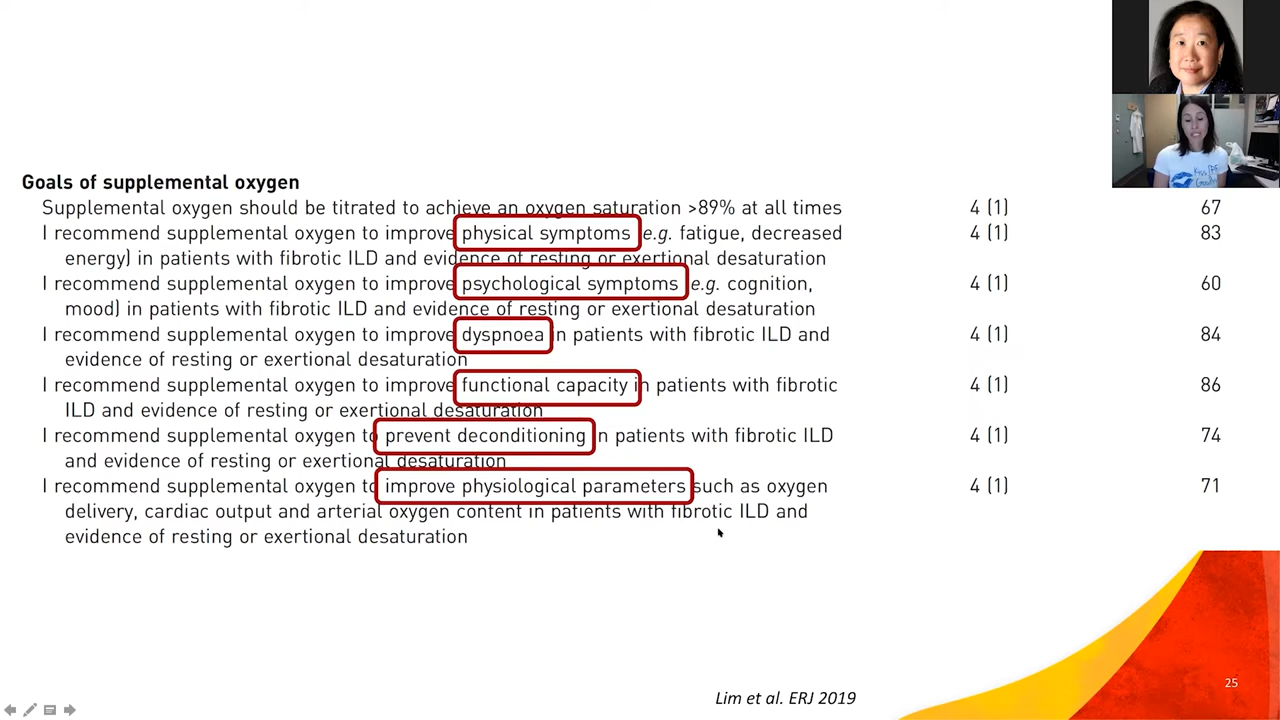 Goals of supplemental oxygen
Supplemental oxygen should be titrated to achieve an oxygen saturation >89% at all times 4 (1) 67
I recommend supplemental oxygen to improve physical symptoms e.g. fatigue, decreased 4 (1) 83
energy) in patients with fibrotic ILD and evidence of resting or exertional desaturation
I recommend supplemental oxygen to improve psychological symptoms e.g. cognition, 4 (1) 60
mood) in patients with fibrotic ILD and evidence of resting or exertional desaturation
I recommend supplemental oxygen to improve dyspnoea in patients with fibrotic ILD and 4 (1) 84
evidence of resting or exertional desaturation
I recommend supplemental oxygen to improve functional capacity in patients with fibrotic 4 (1) 86
ILD and evidence of resting or exertional desaturation
I recommend supplemental oxygen to prevent deconditioning in patients with fibrotic ILD 4 (1) 74
and evidence of resting or exertional desaturation
I recommend supplemental oxygen to improve physiological parameters such as oxygen 4 (1) 71
delivery, cardiac output and arterial oxygen content in patients with fibrotic ILD and
evidence of resting or exertional desaturation
Lim et al. ERJ 2019
25